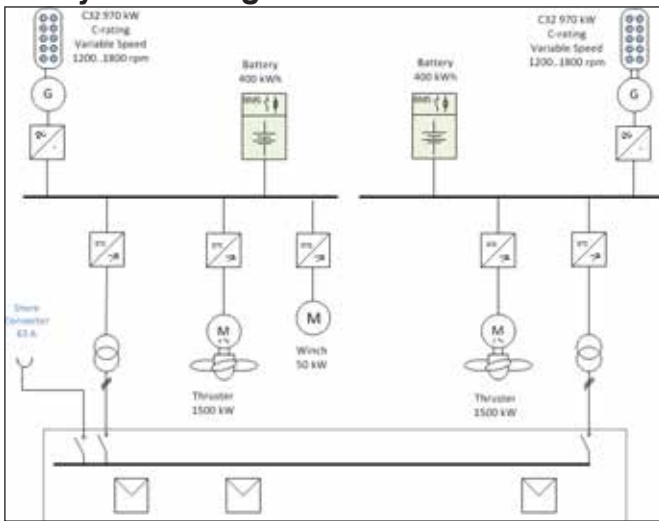 C32 970 kW
C-rating
Variable Speed
1200..1800 rpm
C32 970 kW
C-rating
Variable Speed
1200..1800 rpm
Battery
400 kWh
Battery
400 kWh
G
G
M
M
M
Winch
50 kW
Shore
63 A
Thruster
1500 kW
Thruster
1500 kW